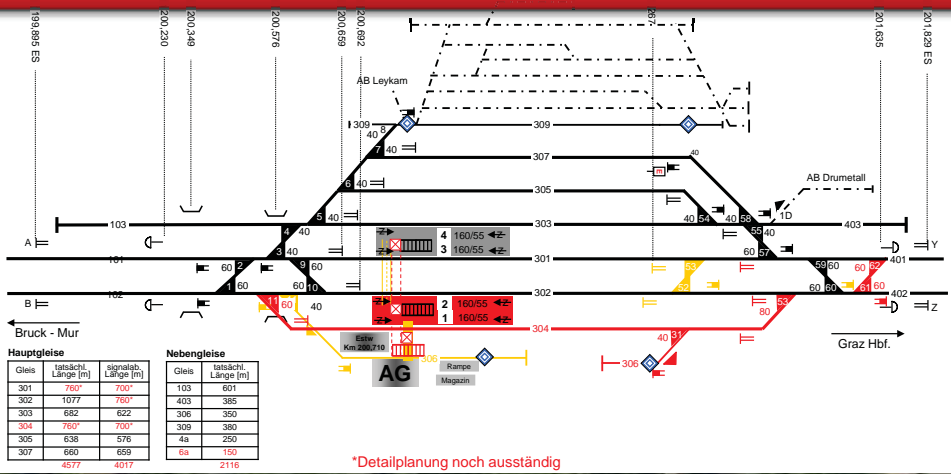 199,895 ES
200,230
200,349
200,576
200,659
200,692
267
201,635
201,829 ES
AB Leykam
309
8
40
309
7
40
307
40
m
6
40
305
AB Drumetall
5
40
303
40
54
40
58
1D
55
40
103
4
40
403
A
3
40
4 160/55 Z
3 160/55 Z
57
Y
301
401
2
60
9
60
53
59
60
62
60
1
60
60
10
52
60
60
60
61
B
302
402
Z
11
60
40
2 160/55 Z
1 160/55 Z
53
80
304
Bruck - Mur
Graz Hbf.
Estw
Km 200,710
306
40
31
306
AG
Rampe
Magazin
Hauptgleise
Gleis tatsächl. Länge [m] signalab. Länge [m]
301 760* 700*
302 1077 760*
303 682 622
304 760* 700*
305 638 576
307 660 659
4577 4017
Nebengleise
Gleis tatsächl. Länge [m]
103 601
403 385
306 350
309 380
4a 250
6a 150
2116
*Detailplanung noch ausständig